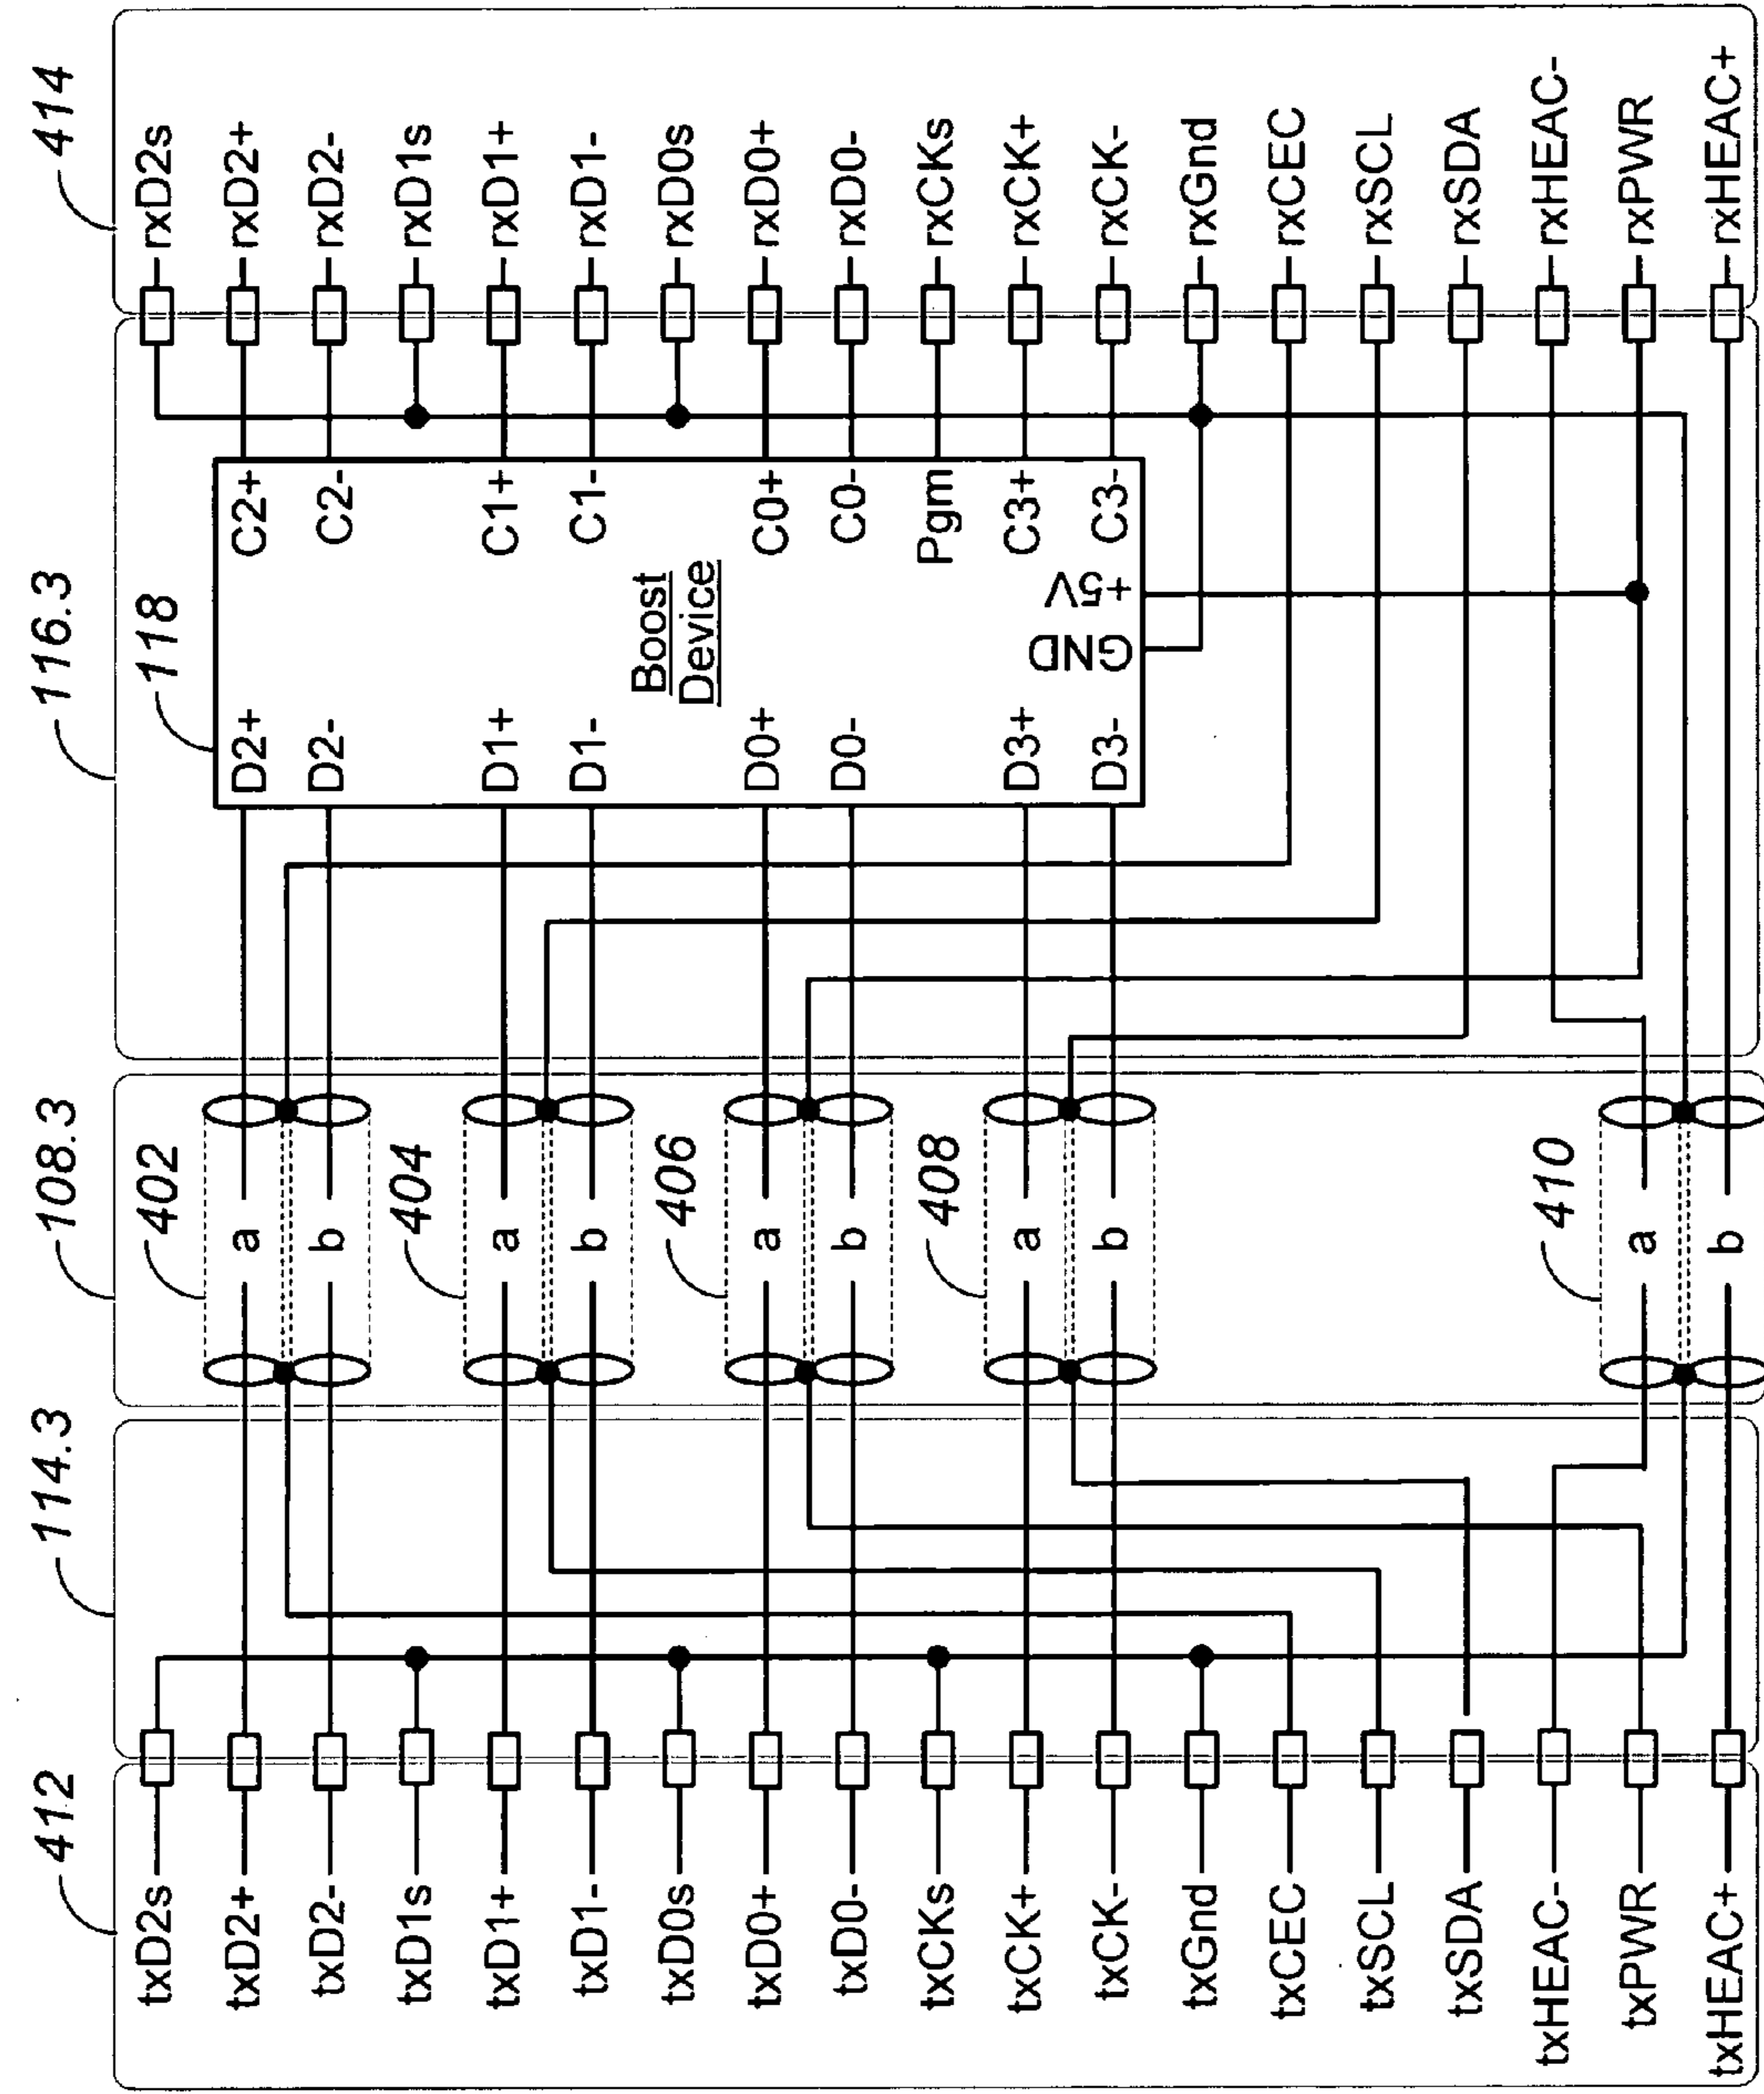 412
114.3
108.3
116.3
414
txD2s
txD2+
txD2-
txD1s
txD1+
txD1-
txD0s
txD0+
txD0-
txCKs
txCK+
txCK-
txGnd
txCEC
txSCL
txSDA
txHEAC-
txPWR
txHEAC+
402
a
b
404
a
b
406
a
b
408
a
b
410
a
b
118
D2+
D2-
D1+
D1-
D0+
D0-
D3+
D3-
Boost
Device
GND
+5V
C2+
C2-
C1+
C1-
C0+
C0-
Pgm
C3+
C3-
rxD2s
rxD2+
rxD2-
rxD1s
rxD1+
rxD1-
rxD0s
rxD0+
rxD0-
rxCKs
rxCK+
rxCK-
rxGnd
rxCEC
rxSCL
rxSDA
rxHEAC-
rxPWR
rxHEAC+